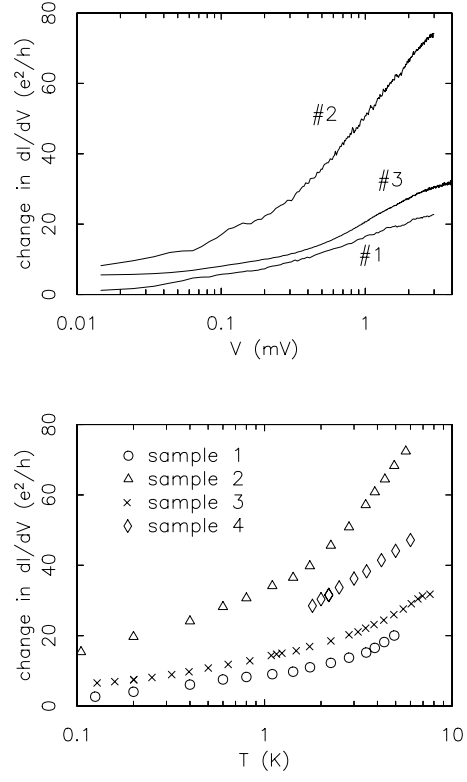 80
60
40
20
0
change in dI/dV (e²/h)
#2
#3
#1
0.01 0.1 1
V (mV)
80
60
40
20
0
change in dI/dV (e²/h)
sample 1
sample 2
sample 3
sample 4
0.1 1 10
T (K)